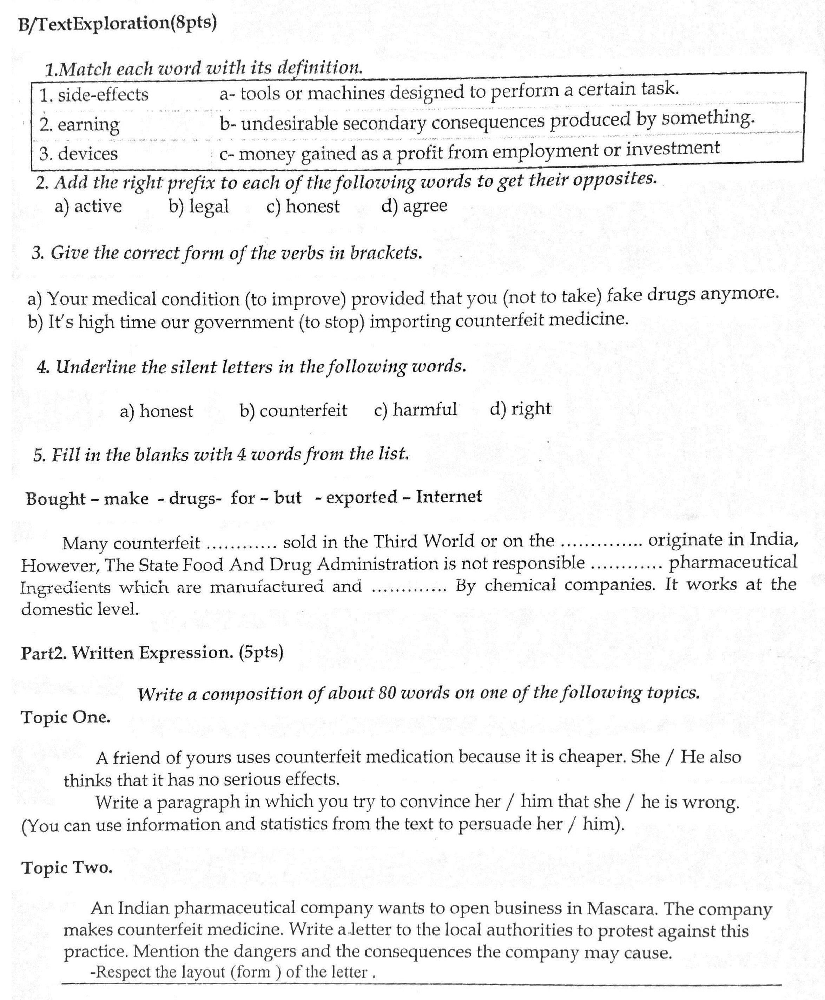 B/TextExploration(8pts)
1.Match each word with its definition.
1. side-effects a- tools or machines designed to perform a certain task.
2. earning b- undesirable secondary consequences produced by something.
3. devices c- money gained as a profit from employment or investment
2. Add the right prefix to each of the following words to get their opposites.
a) active b) legal c) honest d) agree
3. Give the correct form of the verbs in brackets.
a) Your medical condition (to improve) provided that you (not to take) fake drugs anymore.
b) It's high time our government (to stop) importing counterfeit medicine.
4. Underline the silent letters in the following words.
a) honest b) counterfeit c) harmful d) right
5. Fill in the blanks with 4 words from the list.
Bought – make - drugs- for – but - exported – Internet
Many counterfeit ............ sold in the Third World or on the .............. originate in India,
However, The State Food And Drug Administration is not responsible ............ pharmaceutical
Ingredients which are manufactured and ............. By chemical companies. It works at the
domestic level.
Part2. Written Expression. (5pts)
Write a composition of about 80 words on one of the following topics.
Topic One.
A friend of yours uses counterfeit medication because it is cheaper. She / He also
thinks that it has no serious effects.
Write a paragraph in which you try to convince her / him that she / he is wrong.
(You can use information and statistics from the text to persuade her / him).
Topic Two.
An Indian pharmaceutical company wants to open business in Mascara. The company
makes counterfeit medicine. Write a letter to the local authorities to protest against this
practice. Mention the dangers and the consequences the company may cause.
-Respect the layout (form ) of the letter .